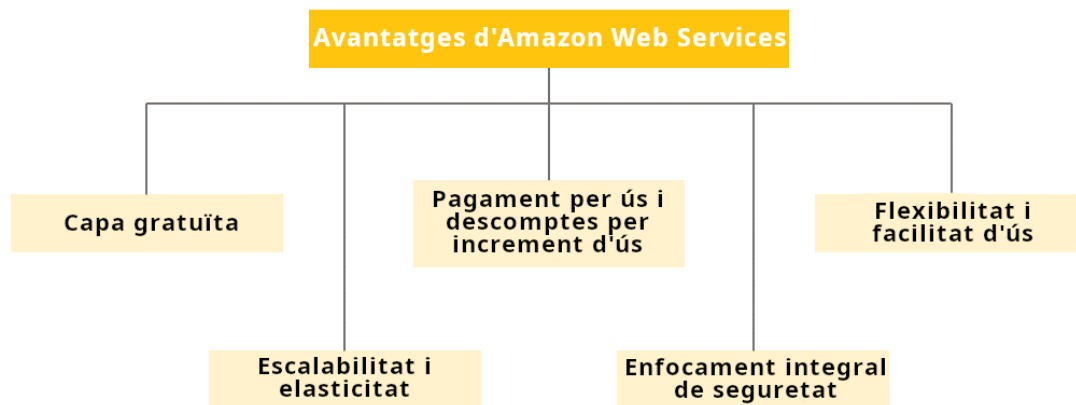 Avantatges d'Amazon Web Services
Capa gratuïta
Pagament per ús i
descomptes per
increment d'ús
Flexibilitat i
facilitat d'ús
Escalabilitat i
elasticitat
Enfocament integral
de seguretat